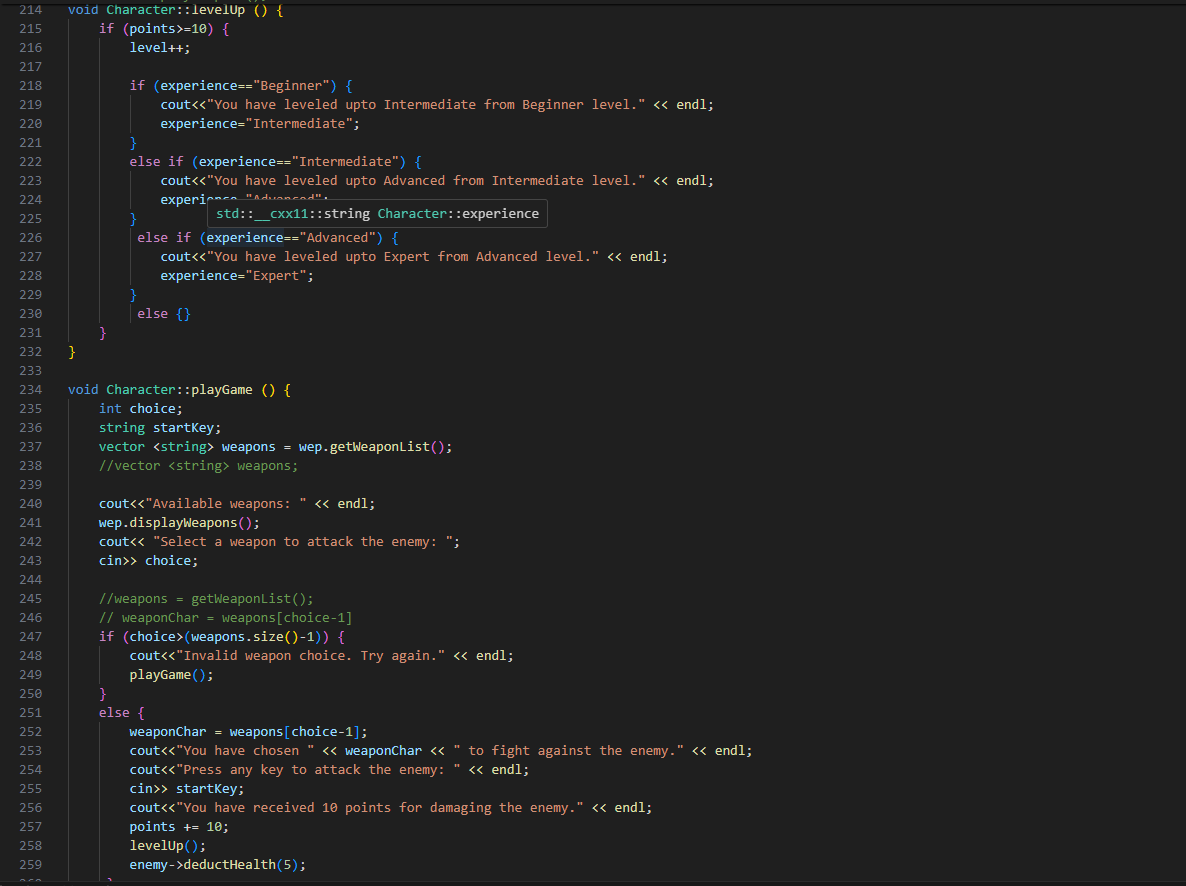 214 void Character::levelUp () {
215 if (points>=10) {
216 level++;
217
218 if (experience=="Beginner") {
219 cout<<"You have leveled upto Intermediate from Beginner level." << endl;
220 experience="Intermediate";
221 }
222 else if (experience=="Intermediate") {
223 cout<<"You have leveled upto Advanced from Intermediate level." << endl;
224 experience="Advanced";
std::__cxx11::string Character::experience
225 }
226 else if (experience=="Advanced") {
227 cout<<"You have leveled upto Expert from Advanced level." << endl;
228 experience="Expert";
229 }
230 else {}
231 }
232 }
233
234 void Character::playGame () {
235 int choice;
236 string startKey;
237 vector <string> weapons = wep.getWeaponList();
238 //vector <string> weapons;
239
240 cout<<"Available weapons: " << endl;
241 wep.displayWeapons();
242 cout<< "Select a weapon to attack the enemy: ";
243 cin>> choice;
244
245 //weapons = getWeaponList();
246 // weaponChar = weapons[choice-1]
247 if (choice>(weapons.size()-1)) {
248 cout<<"Invalid weapon choice. Try again." << endl;
249 playGame();
250 }
251 else {
252 weaponChar = weapons[choice-1];
253 cout<<"You have chosen " << weaponChar << " to fight against the enemy." << endl;
254 cout<<"Press any key to attack the enemy: " << endl;
255 cin>> startKey;
256 cout<<"You have received 10 points for damaging the enemy." << endl;
257 points += 10;
258 levelUp();
259 enemy->deductHealth(5);